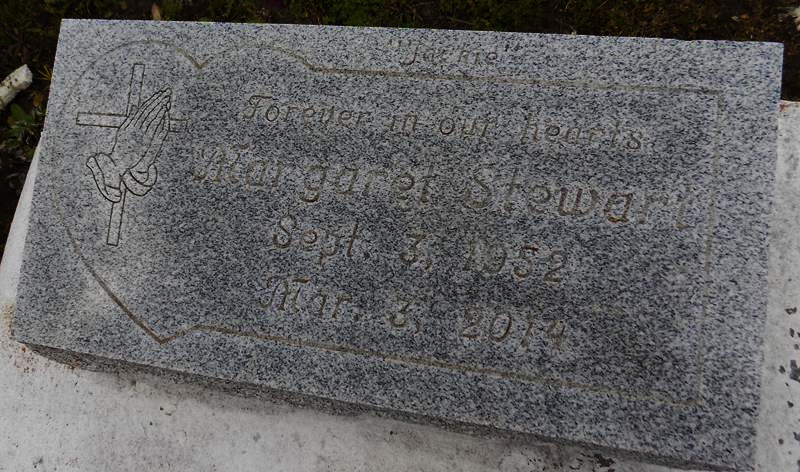 "Jackie"
Forever in our hearts
Margaret Stewart
Sept. 3, 1952
Mar. 3, 2014